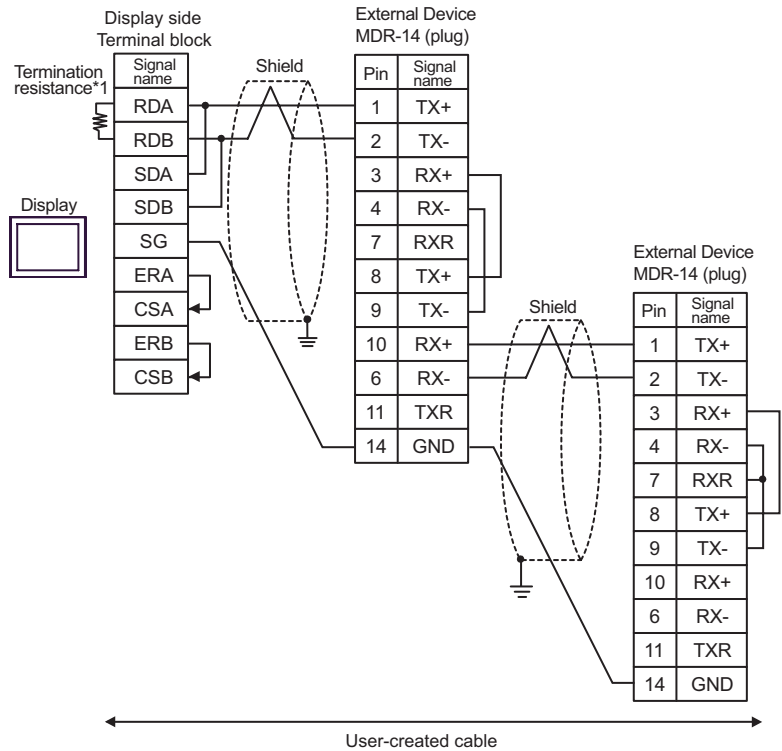 Display side
Terminal block
External Device
MDR-14 (plug)
Termination
resistance*1
Signal
name
Shield
Pin
Signal
name
RDA
1 TX+
RDB
2 TX-
SDA
3 RX+
Display
SDB
4 RX-
SG
7 RXR
ERA
8 TX+
CSA
9 TX-
ERB
10 RX+
CSB
6 RX-
11 TXR
14 GND
External Device
MDR-14 (plug)
Shield
Pin
Signal
name
1 TX+
2 TX-
3 RX+
4 RX-
7 RXR
8 TX+
9 TX-
10 RX+
6 RX-
11 TXR
14 GND
User-created cable